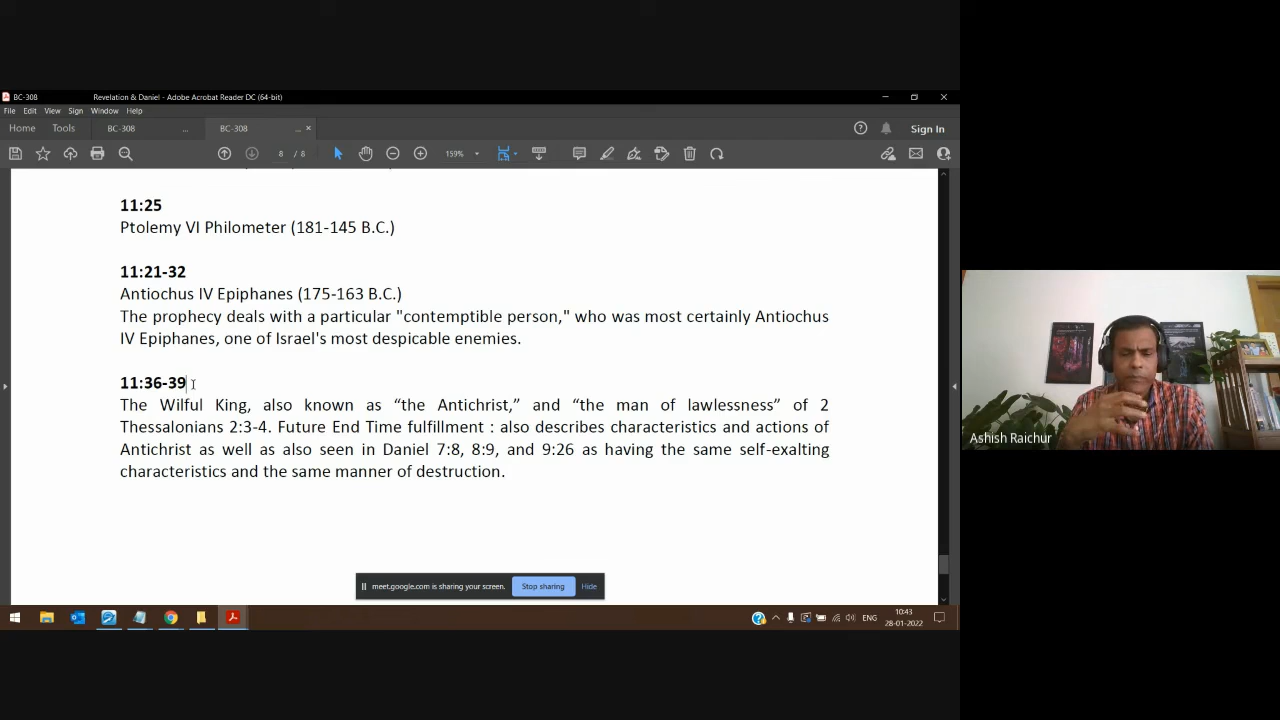 BC-308 Revelation & Daniel - Adobe Acrobat Reader DC (64-bit)
File Edit View Sign Window Help
Home Tools BC-308 ... BC-308 ... × Sign In
8 / 8 159%
11:25
Ptolemy VI Philometer (181-145 B.C.)
11:21-32
Antiochus IV Epiphanes (175-163 B.C.)
The prophecy deals with a particular "contemptible person," who was most certainly Antiochus
IV Epiphanes, one of Israel's most despicable enemies.
11:36-39
The Wilful King, also known as “the Antichrist,” and “the man of lawlessness” of 2
Thessalonians 2:3-4. Future End Time fulfillment : also describes characteristics and actions of
Antichrist as well as also seen in Daniel 7:8, 8:9, and 9:26 as having the same self-exalting
characteristics and the same manner of destruction.
Ashish Raichur
meet.google.com is sharing your screen. Stop sharing Hide
ENG 10:43
28-01-2022